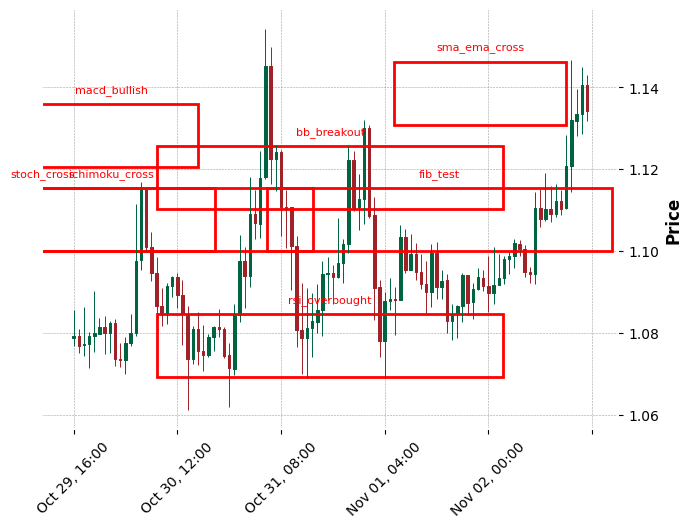 sma_ema_cross
macd_bullish
bb_breakout
stoch_cross
ichimoku_cross
fib_test
rsi_overbought
1.14
1.12
1.10
1.08
1.06
Price
Oct 29, 16:00
Oct 30, 12:00
Oct 31, 08:00
Nov 01, 04:00
Nov 02, 00:00